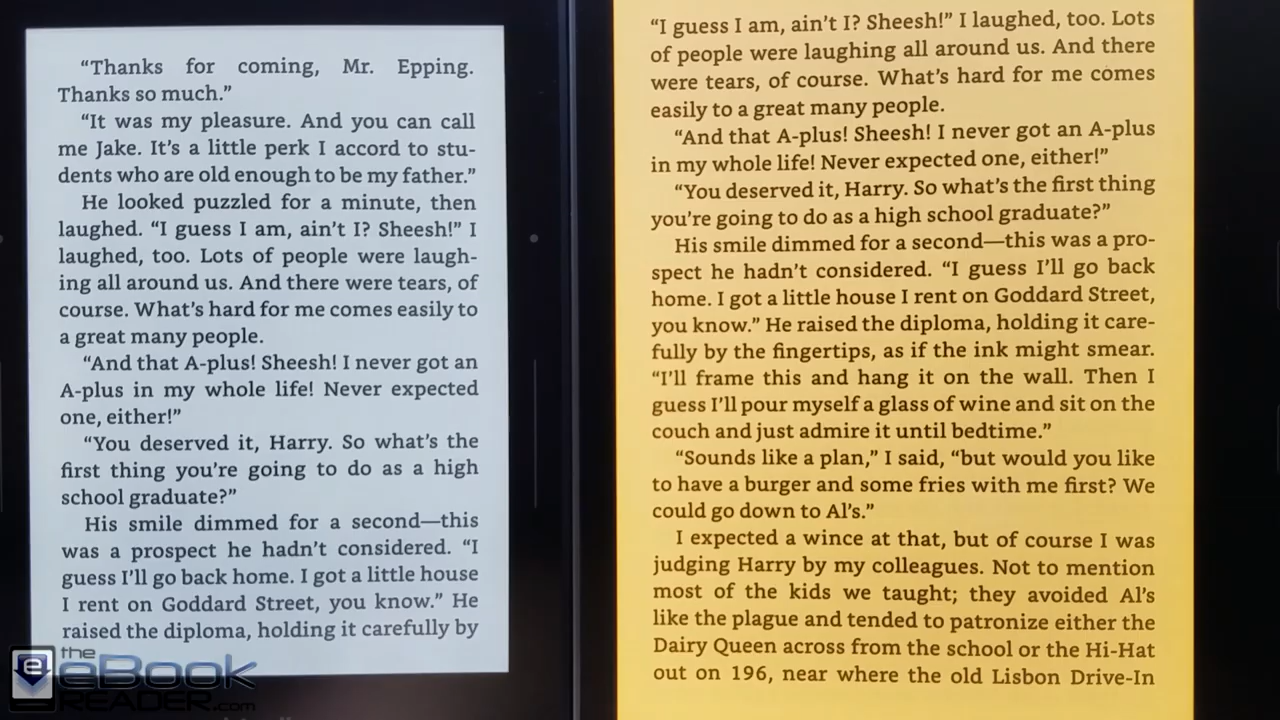 “Thanks for coming, Mr. Epping.
Thanks so much.”
“It was my pleasure. And you can call
me Jake. It’s a little perk I accord to stu-
dents who are old enough to be my father.”
He looked puzzled for a minute, then
laughed. “I guess I am, ain’t I? Sheesh!” I
laughed, too. Lots of people were laugh-
ing all around us. And there were tears, of
course. What’s hard for me comes easily to
a great many people.
“And that A-plus! Sheesh! I never got an
A-plus in my whole life! Never expected
one, either!”
“You deserved it, Harry. So what’s the
first thing you’re going to do as a high
school graduate?”
His smile dimmed for a second—this
was a prospect he hadn’t considered. “I
guess I’ll go back home. I got a little house
I rent on Goddard Street, you know.” He
raised the diploma, holding it carefully by
the
eBook
READER.com
“I guess I am, ain’t I? Sheesh!” I laughed, too. Lots
of people were laughing all around us. And there
were tears, of course. What’s hard for me comes
easily to a great many people.
“And that A-plus! Sheesh! I never got an A-plus
in my whole life! Never expected one, either!”
“You deserved it, Harry. So what’s the first thing
you’re going to do as a high school graduate?”
His smile dimmed for a second—this was a pro-
spect he hadn’t considered. “I guess I’ll go back
home. I got a little house I rent on Goddard Street,
you know.” He raised the diploma, holding it care-
fully by the fingertips, as if the ink might smear.
“I’ll frame this and hang it on the wall. Then I
guess I’ll pour myself a glass of wine and sit on the
couch and just admire it until bedtime.”
“Sounds like a plan,” I said, “but would you like
to have a burger and some fries with me first? We
could go down to Al’s.”
I expected a wince at that, but of course I was
judging Harry by my colleagues. Not to mention
most of the kids we taught; they avoided Al’s
like the plague and tended to patronize either the
Dairy Queen across from the school or the Hi-Hat
out on 196, near where the old Lisbon Drive-In